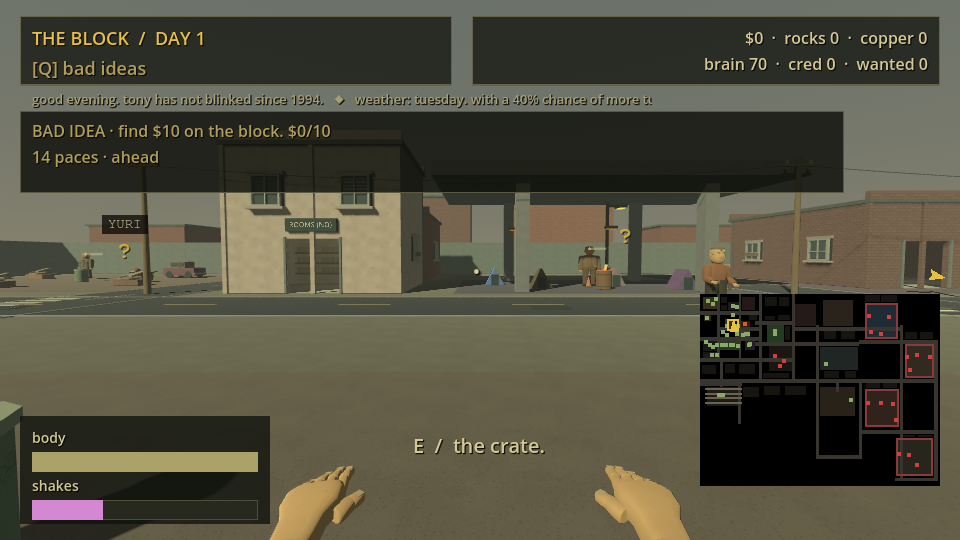 THE BLOCK / DAY 1
[Q] bad ideas
$0 · rocks 0 · copper 0
brain 70 · cred 0 · wanted 0
good evening. tony has not blinked since 1994. ◆ weather: tuesday. with a 40% chance of more
BAD IDEA · find $10 on the block. $0/10
14 paces · ahead
YURI
?
?
ROOMS (NO)
body
shakes
E / the crate.